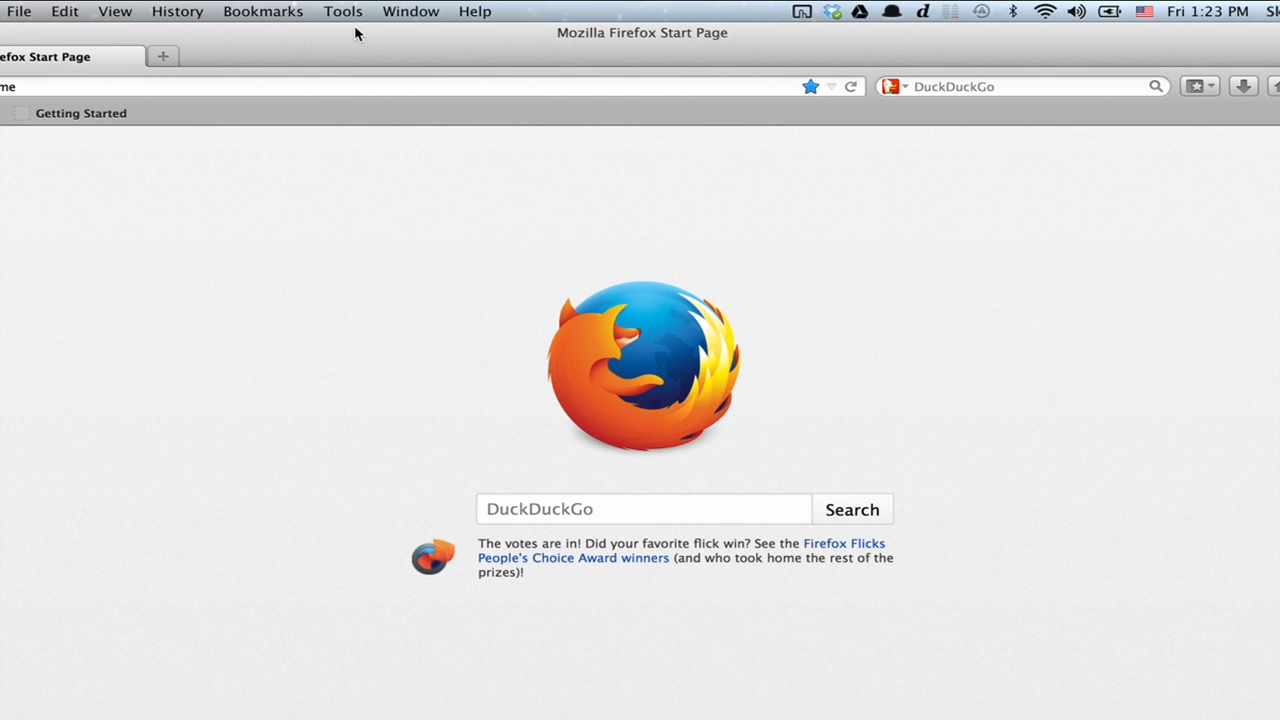 File Edit View History Bookmarks Tools Window Help Fri 1:23 PM Sk
Mozilla Firefox Start Page
efox Start Page
me DuckDuckGo
Getting Started
DuckDuckGo Search
The votes are in! Did your favorite flick win? See the Firefox Flicks
People's Choice Award winners (and who took home the rest of the
prizes)!